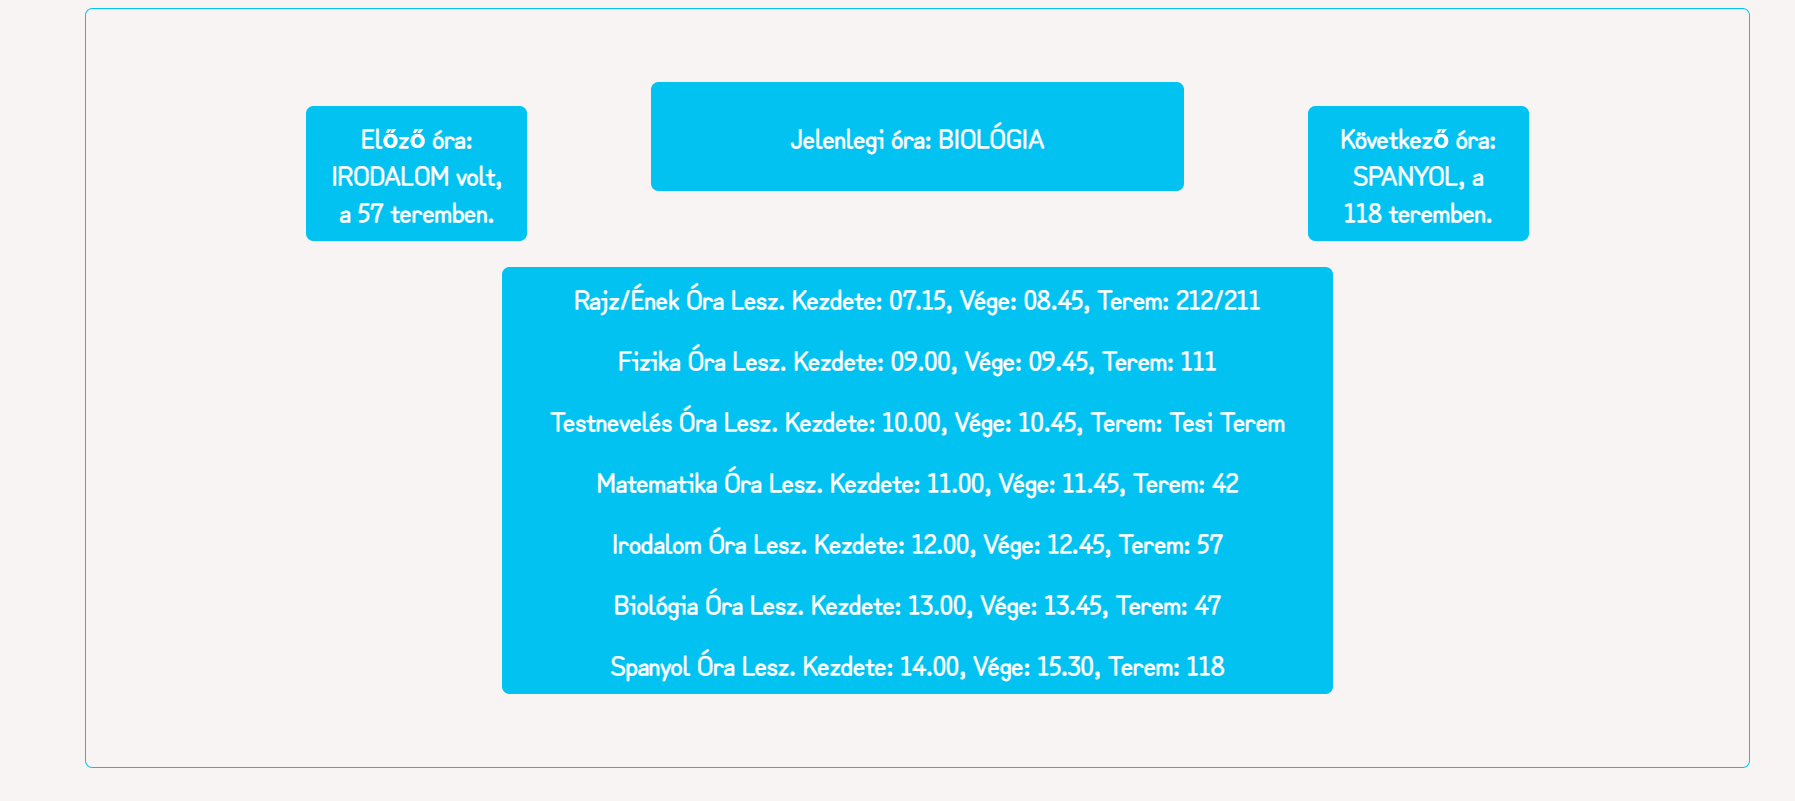 Előző óra:
IRODALOM volt,
a 57 teremben.
Jelenlegi óra: BIOLÓGIA
Következő óra:
SPANYOL, a
118 teremben.
Rajz/Ének Óra Lesz. Kezdete: 07.15, Vége: 08.45, Terem: 212/211
Fizika Óra Lesz. Kezdete: 09.00, Vége: 09.45, Terem: 111
Testnevelés Óra Lesz. Kezdete: 10.00, Vége: 10.45, Terem: Tesi Terem
Matematika Óra Lesz. Kezdete: 11.00, Vége: 11.45, Terem: 42
Irodalom Óra Lesz. Kezdete: 12.00, Vége: 12.45, Terem: 57
Biológia Óra Lesz. Kezdete: 13.00, Vége: 13.45, Terem: 47
Spanyol Óra Lesz. Kezdete: 14.00, Vége: 15.30, Terem: 118